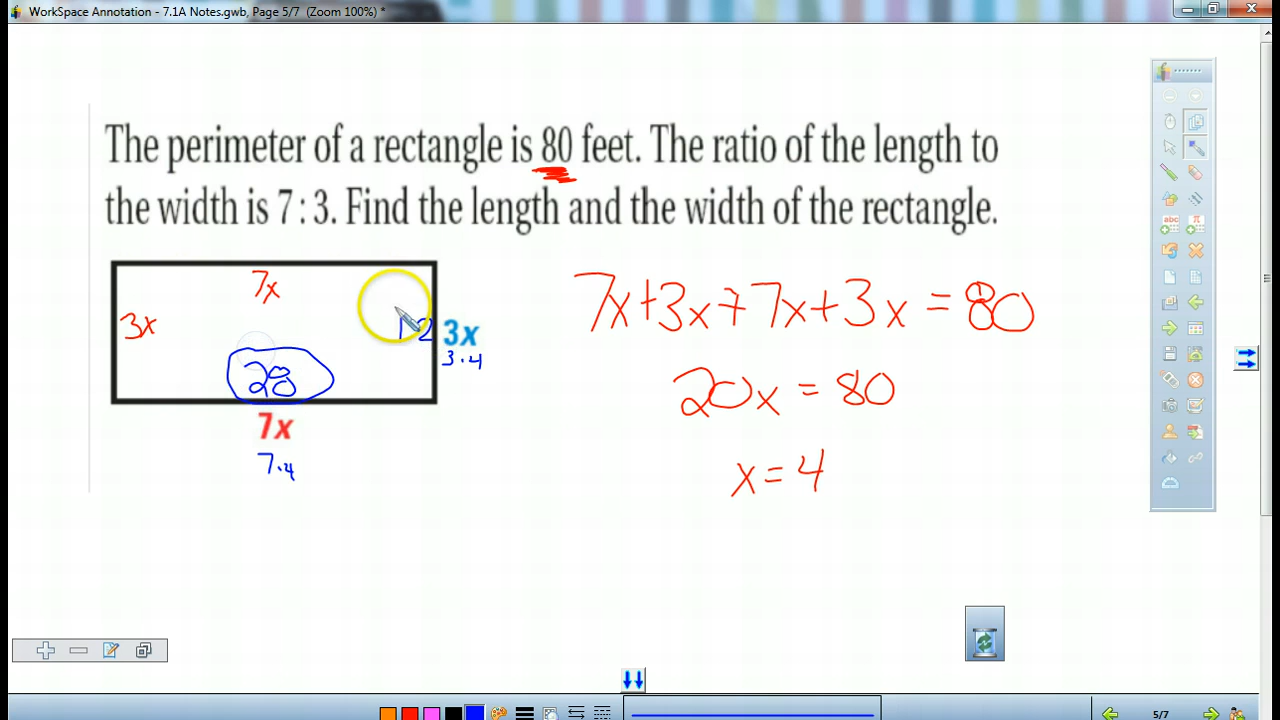 WorkSpace Annotation - 7.1A Notes.gwb, Page 5/7 (Zoom 100%) *
The perimeter of a rectangle is 80 feet. The ratio of the length to
the width is 7 : 3. Find the length and the width of the rectangle.
7x
3x
12
3x
3·4
28
7x
7·4
7x+3x+7x+3x = 80
20x = 80
x = 4
abc
π
5/7